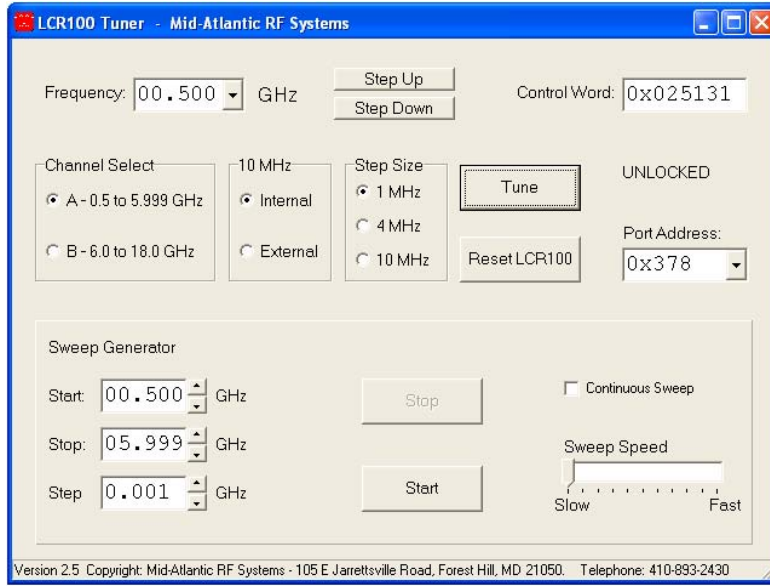 LCR100 Tuner - Mid-Atlantic RF Systems
Frequency: 00.500 GHz
Step Up
Step Down
Control Word: 0x025131
Channel Select
A - 0.5 to 5.999 GHz
B - 6.0 to 18.0 GHz
10 MHz
Internal
External
Step Size
1 MHz
4 MHz
10 MHz
Tune
Reset LCR100
UNLOCKED
Port Address:
0x378
Sweep Generator
Start: 00.500 GHz
Stop: 05.999 GHz
Step 0.001 GHz
Stop
Start
Continuous Sweep
Sweep Speed
Slow Fast
Version 2.5 Copyright: Mid-Atlantic RF Systems - 105 E Jarrettsville Road, Forest Hill, MD 21050. Telephone: 410-893-2430